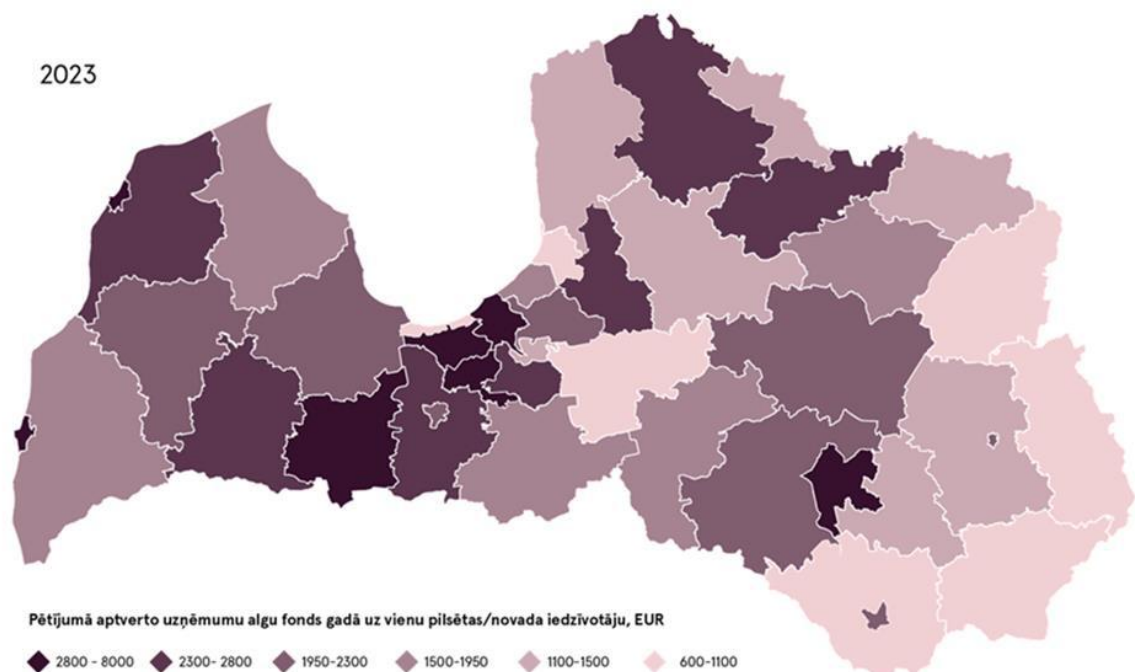 2023
Pētījumā aptverto uzņēmumu algu fonds gadā uz vienu pilsētas/novada iedzīvotāju, EUR
2800 - 8000 2300- 2800 1950-2300 1500-1950 1100-1500 600-1100